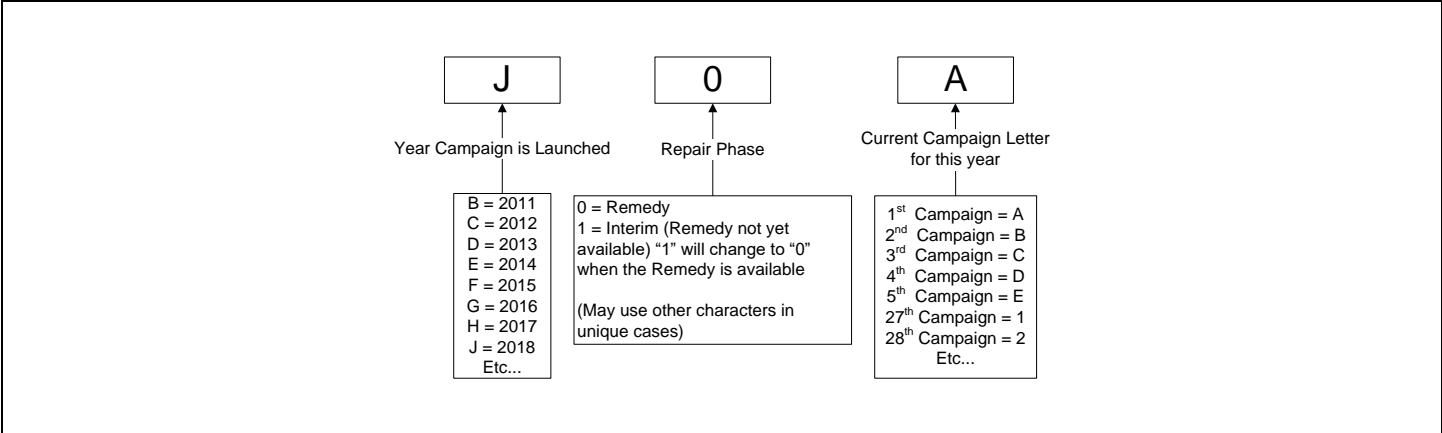 J
0
A
Year Campaign is Launched
Repair Phase
Current Campaign Letter
for this year
B = 2011
C = 2012
D = 2013
E = 2014
F = 2015
G = 2016
H = 2017
J = 2018
Etc...
0 = Remedy
1 = Interim (Remedy not yet
available) “1” will change to “0”
when the Remedy is available
(May use other characters in
unique cases)
1st Campaign = A
2nd Campaign = B
3rd Campaign = C
4th Campaign = D
5th Campaign = E
27th Campaign = 1
28th Campaign = 2
Etc...